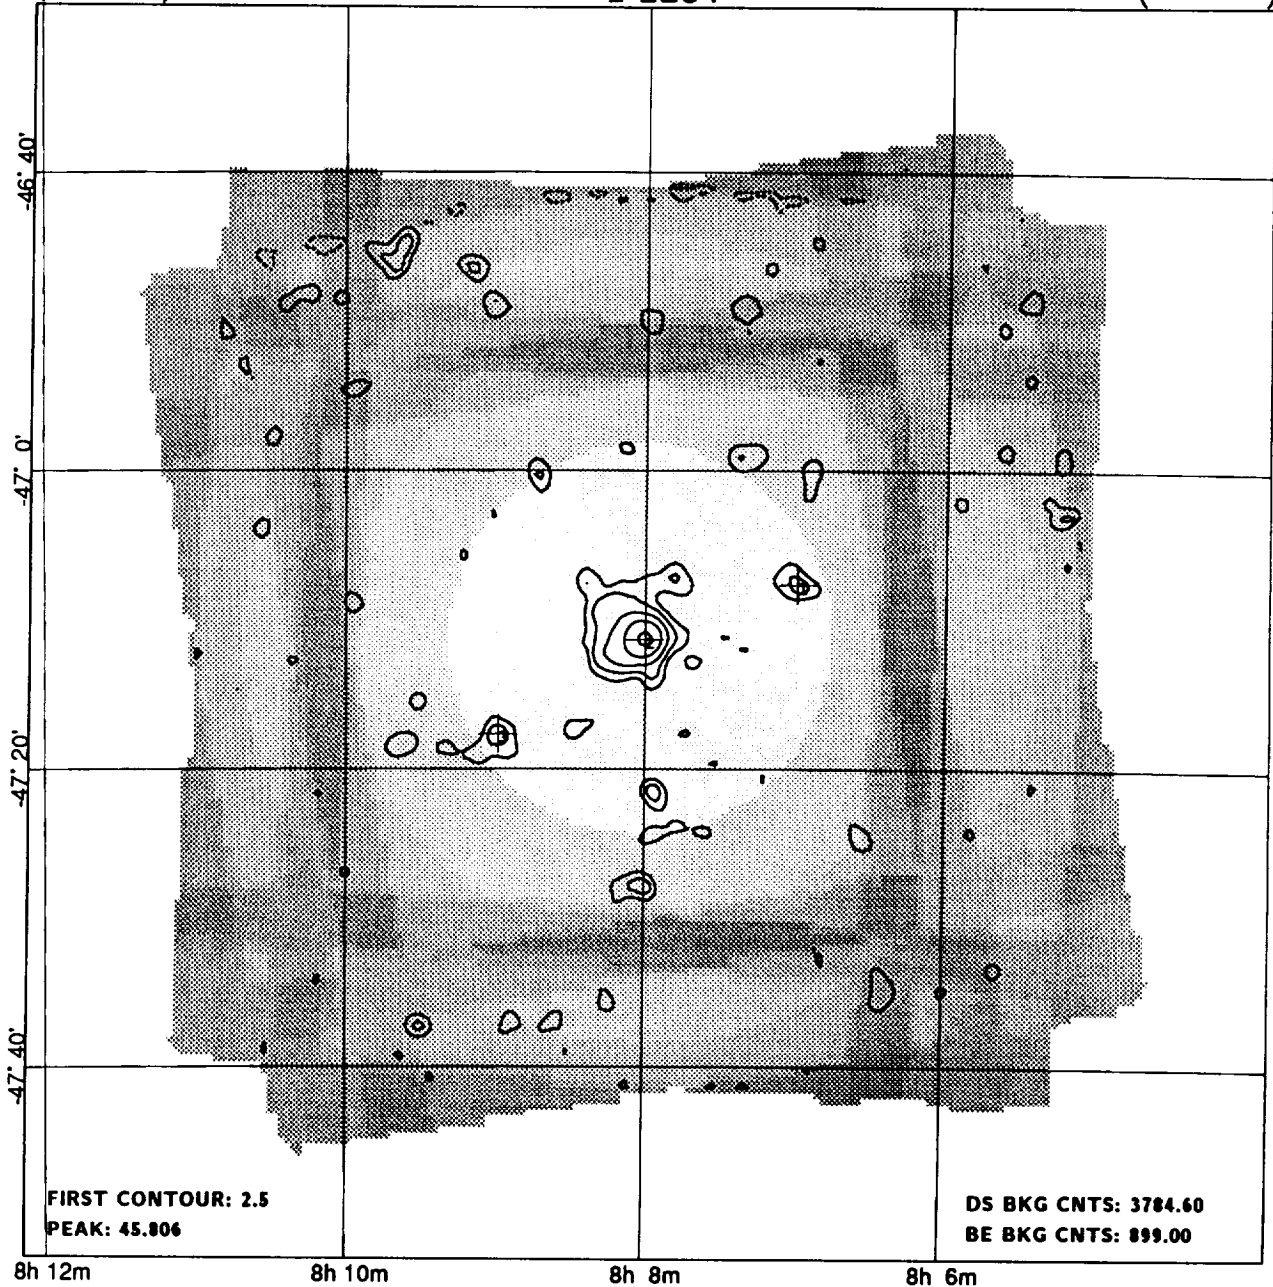 -46° 40'
-47° 0'
-47° 20'
-47° 40'
FIRST CONTOUR: 2.5
PEAK: 45.806
DS BKG CNTS: 3784.60
BE BKG CNTS: 899.00
8h 12m
8h 10m
8h 8m
8h 6m